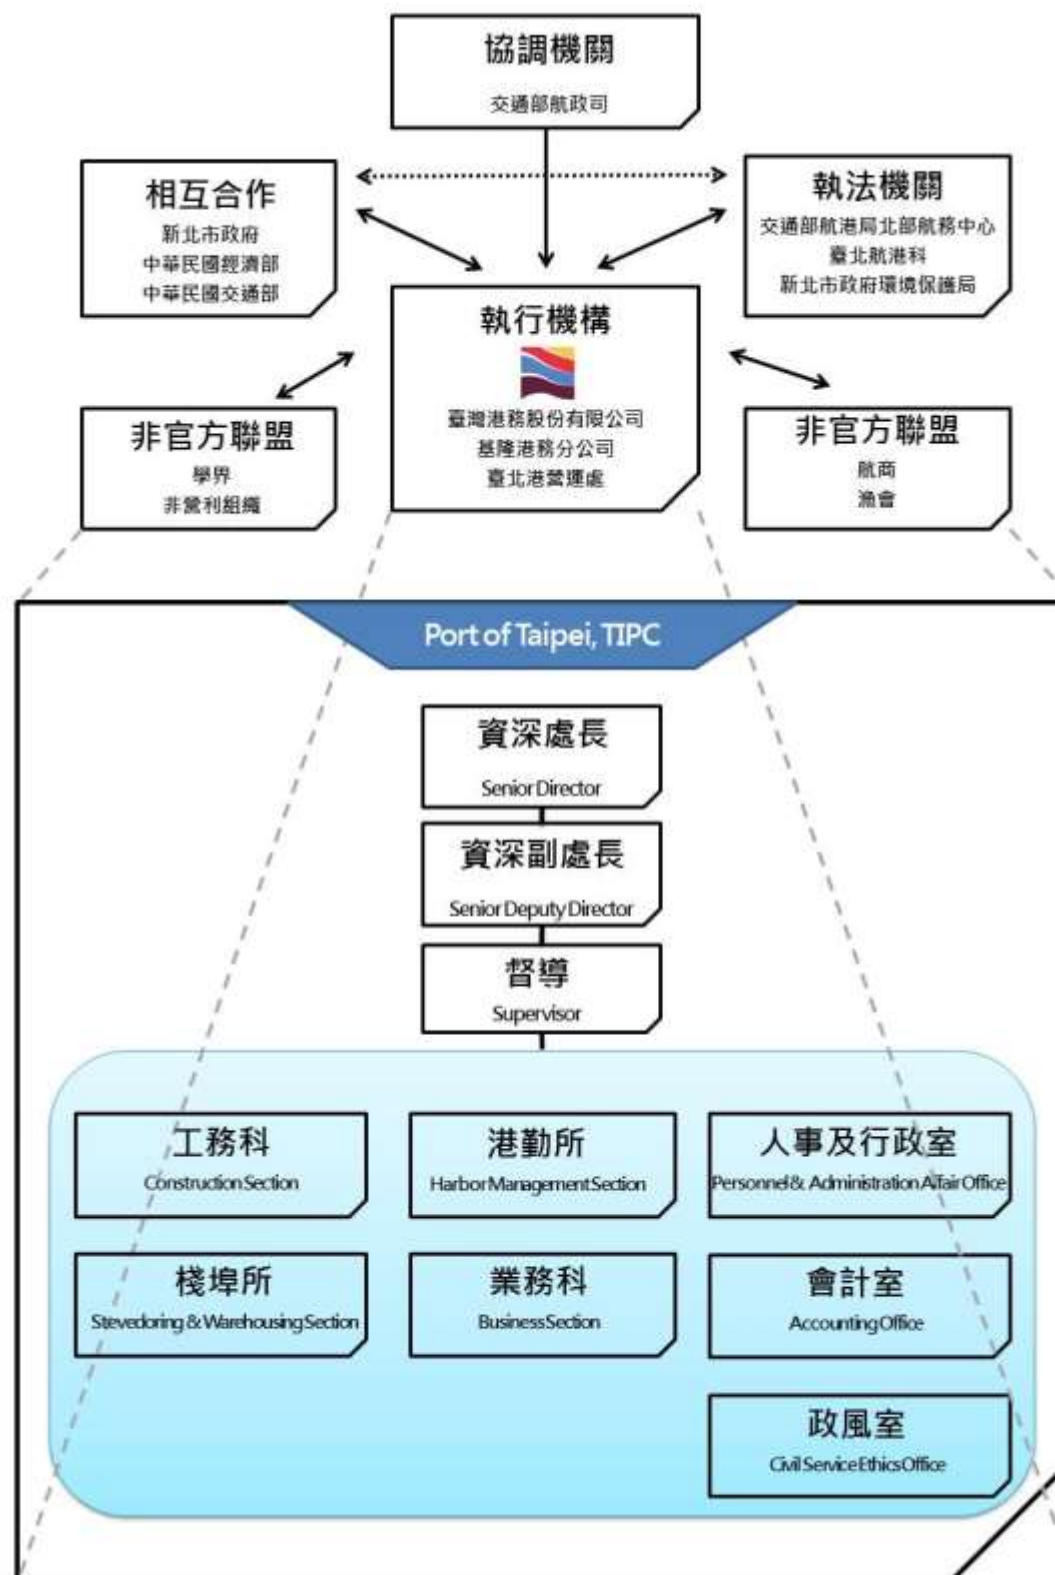 協調機關
交通部航政司
相互合作
新北市政府
中華民國經濟部
中華民國交通部
執法機關
交通部航港局北部航務中心
臺北航港科
新北市政府環境保護局
執行機構
臺灣港務股份有限公司
基隆港務分公司
臺北港營運處
非官方聯盟
學界
非營利組織
非官方聯盟
航商
漁會
Port of Taipei, TIPC
資深處長
Senior Director
資深副處長
Senior Deputy Director
督導
Supervisor
工務科
Construction Section
港勤所
Harbor Management Section
人事及行政室
Personnel & Administration Affair Office
棧埠所
Stevedoring & Warehousing Section
業務科
Business Section
會計室
Accounting Office
政風室
Civil Service Ethics Office